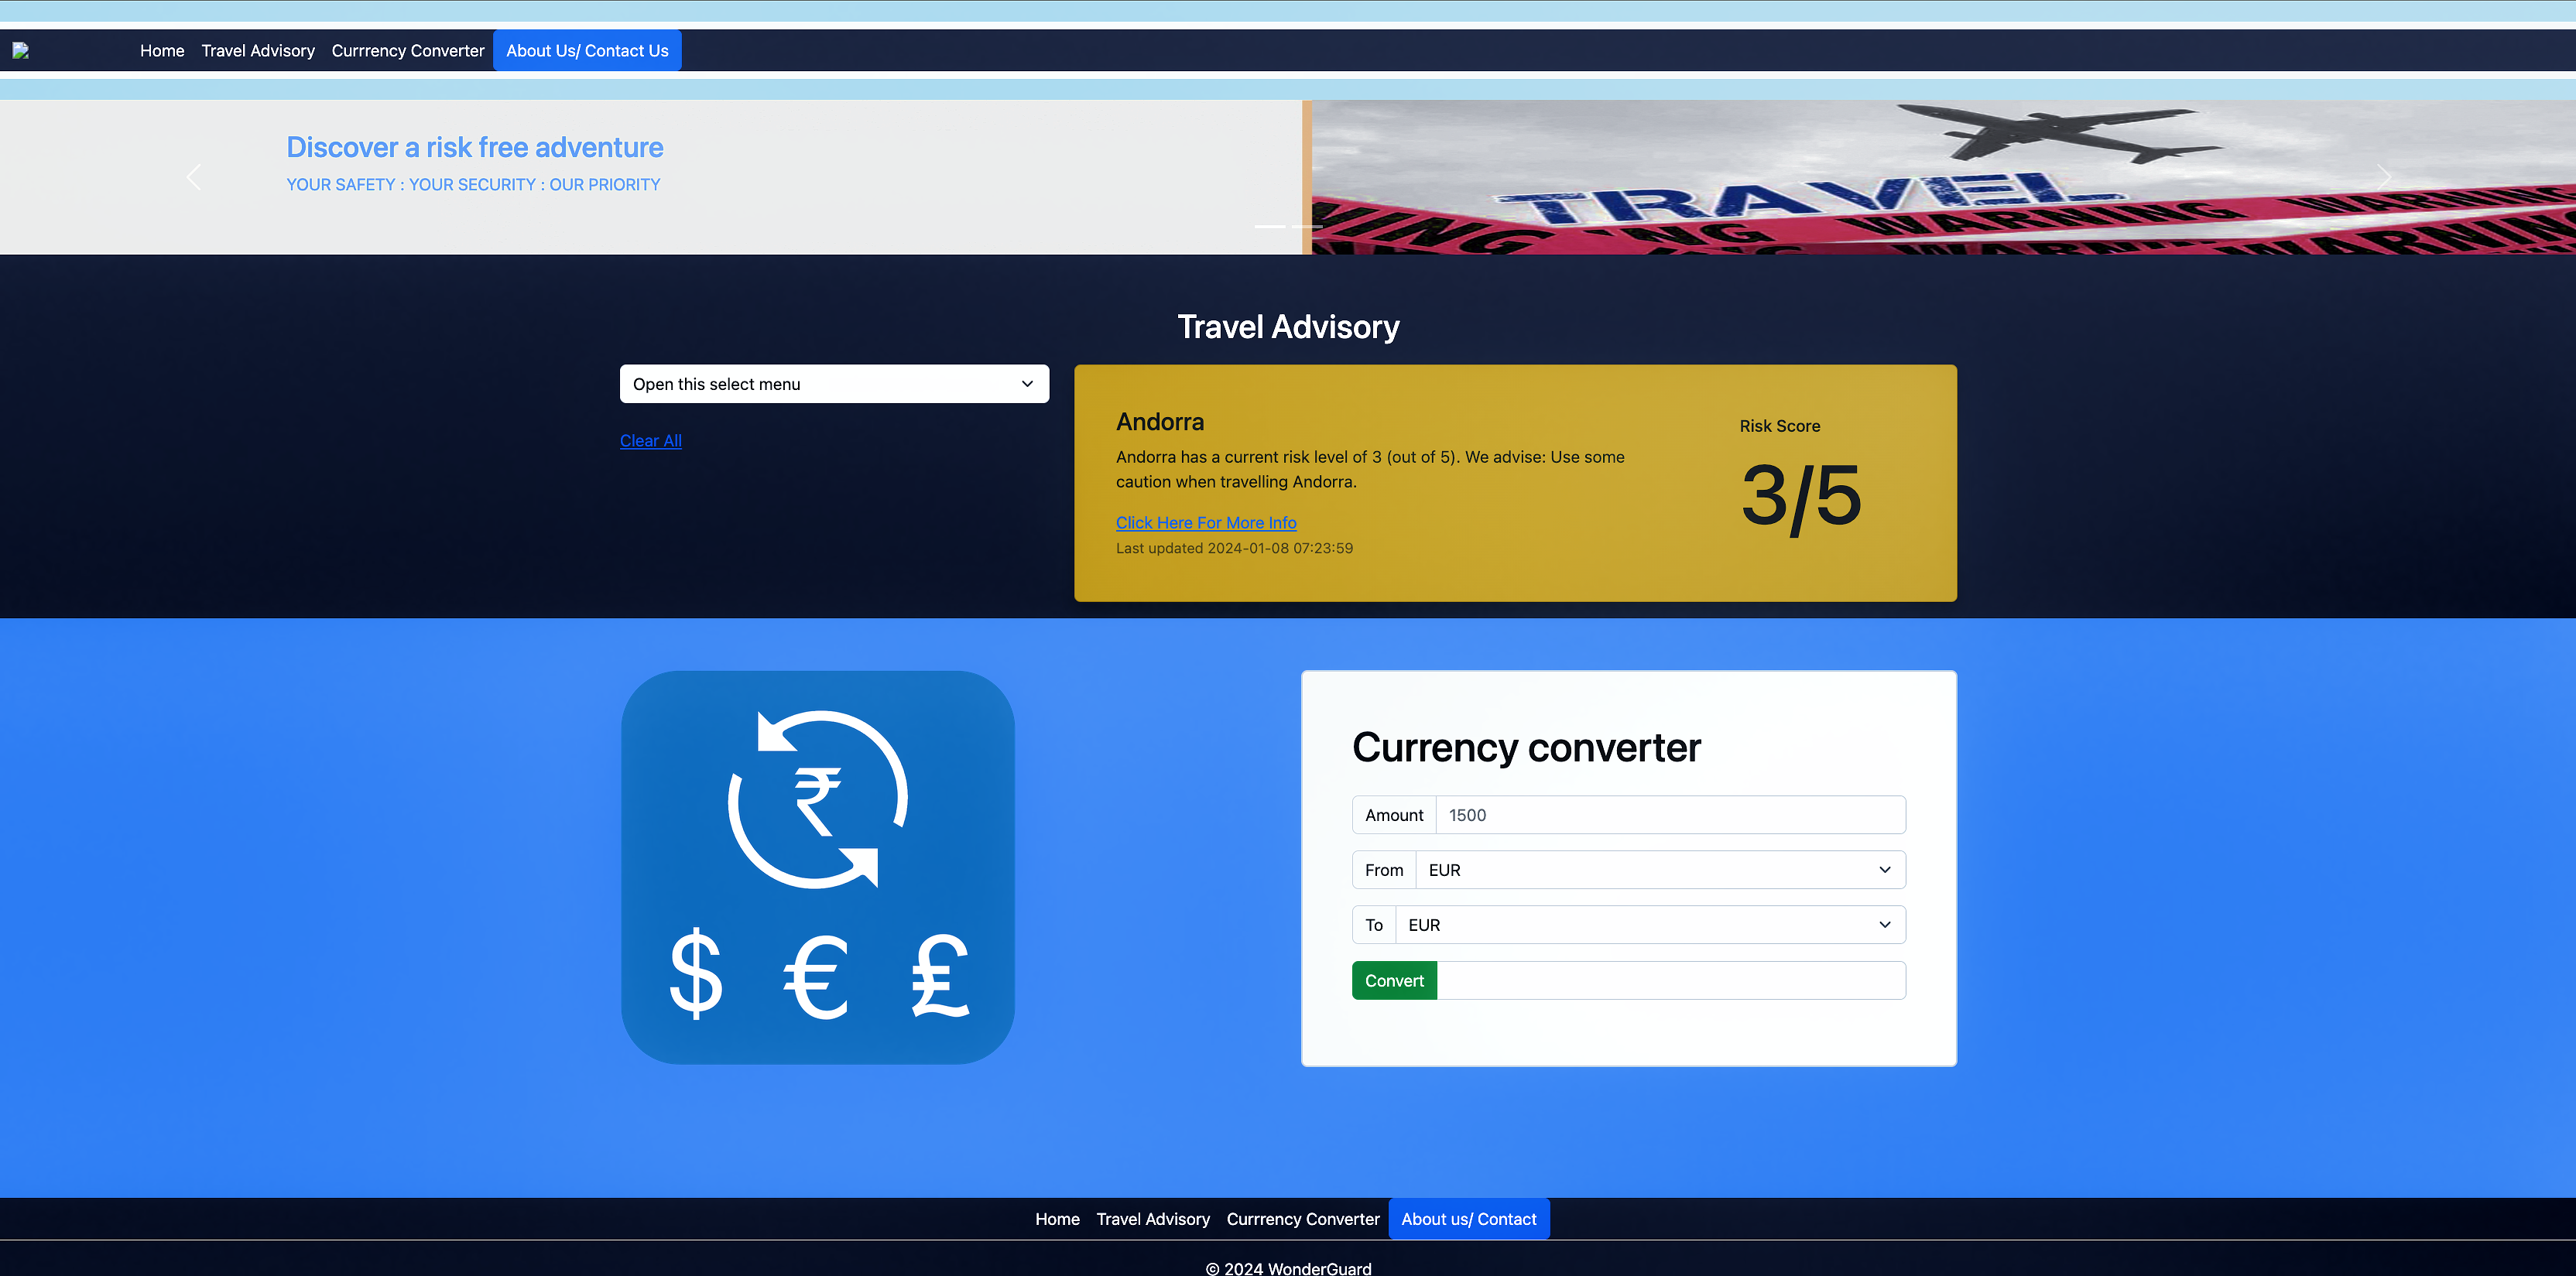 Home Travel Advisory Currrency Converter About Us/ Contact Us
Discover a risk free adventure
YOUR SAFETY : YOUR SECURITY : OUR PRIORITY
TRAVEL
WARNING WARNING
WARNING WARNING
Travel Advisory
Open this select menu
Clear All
Andorra
Andorra has a current risk level of 3 (out of 5). We advise: Use some
caution when travelling Andorra.
Click Here For More Info
Last updated 2024-01-08 07:23:59
Risk Score
3/5
₹
$ € ₤
Currency converter
Amount 1500
From EUR
To EUR
Convert
Home Travel Advisory Currrency Converter About us/ Contact
© 2024 WonderGuard